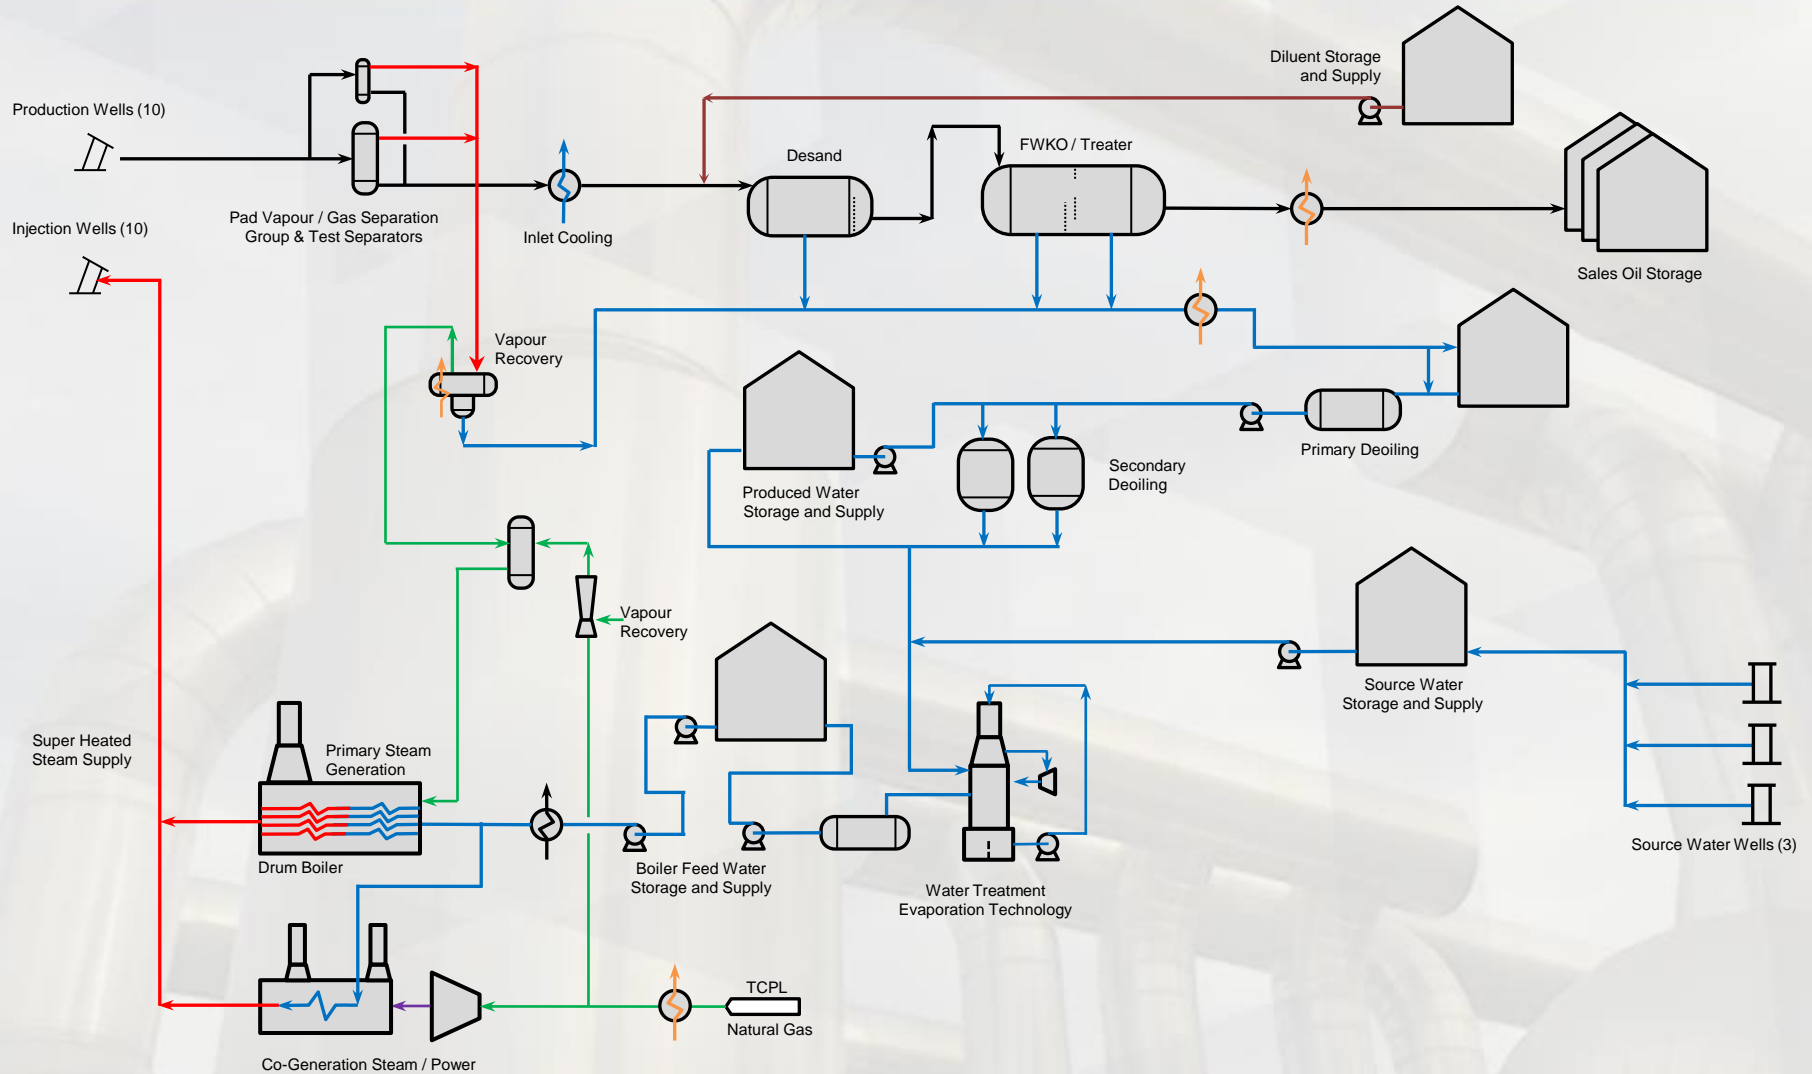 Production Wells (10)
Injection Wells (10)
Pad Vapour / Gas Separation
Group & Test Separators
Inlet Cooling
Desand
FWKO / Treater
Diluent Storage
and Supply
Sales Oil Storage
Vapour
Recovery
Produced Water
Storage and Supply
Secondary
Deoiling
Primary Deoiling
Vapour
Recovery
Source Water
Storage and Supply
Source Water Wells (3)
Super Heated
Steam Supply
Primary Steam
Generation
Drum Boiler
Boiler Feed Water
Storage and Supply
Water Treatment
Evaporation Technology
TCPL
Natural Gas
Co-Generation Steam / Power